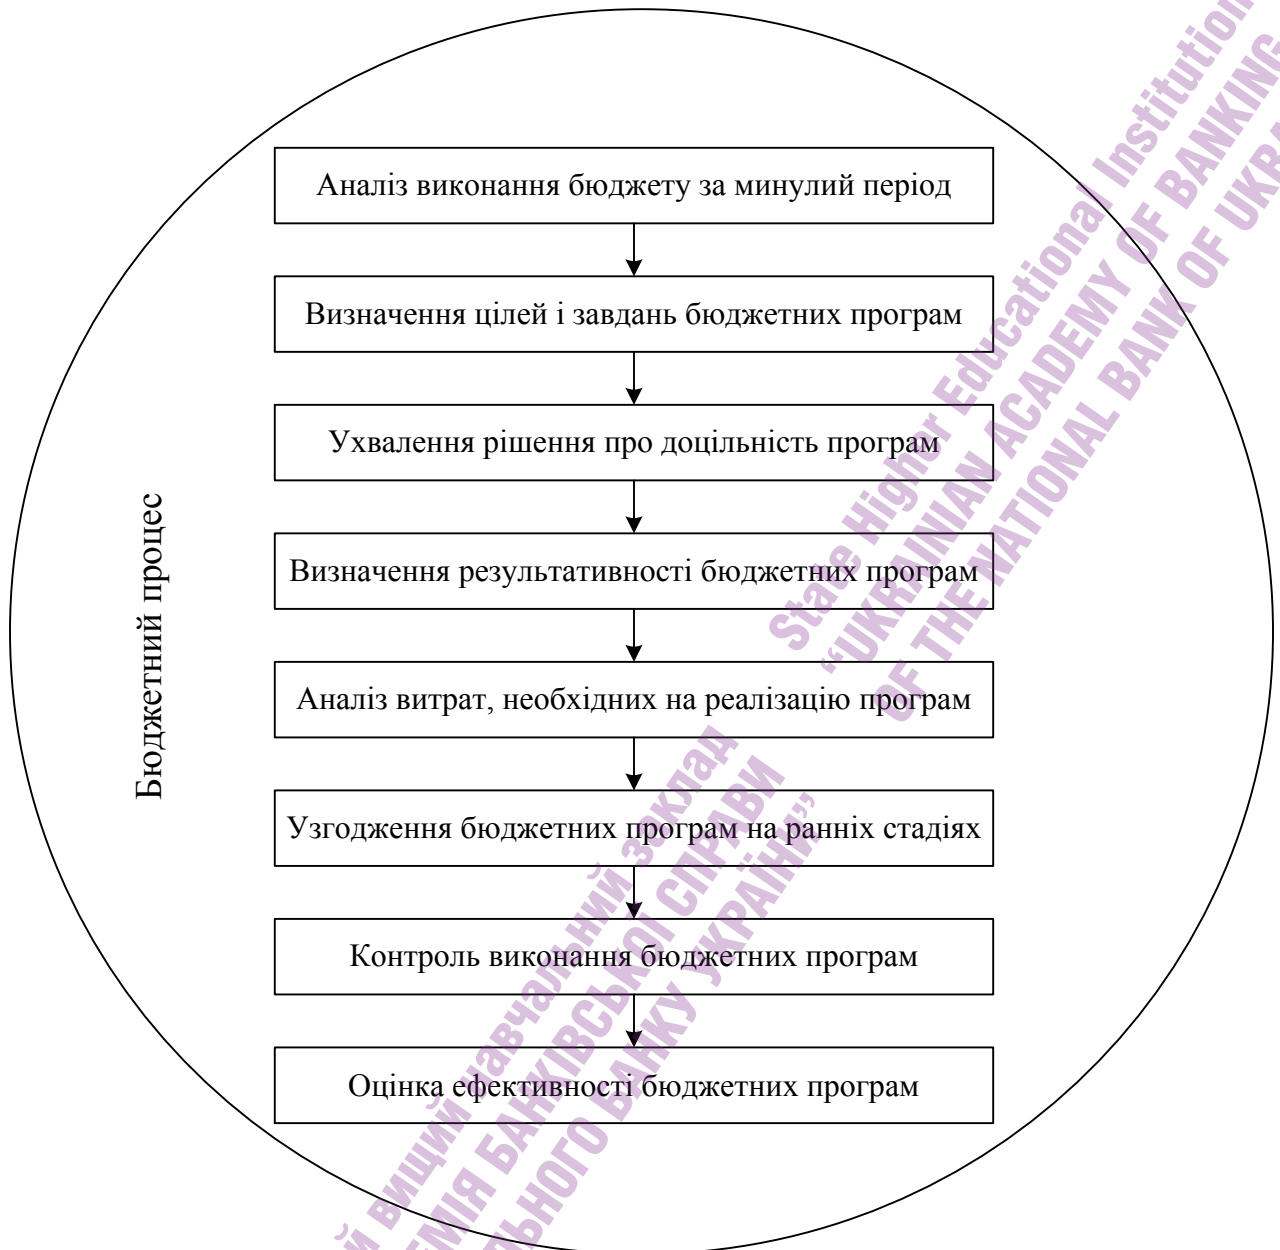 Аналіз виконання бюджету за минулий період
Визначення цілей і завдань бюджетних програм
Ухвалення рішення про доцільність програм
Визначення результативності бюджетних програм
Аналіз витрат, необхідних на реалізацію програм
Узгодження бюджетних програм на ранніх стадіях
Контроль виконання бюджетних програм
Оцінка ефективності бюджетних програм
Бюджетний процес
State Higher Educational Institution
“UKRAINIAN ACADEMY OF BANKING
OF THE NATIONAL BANK OF
вищий навчальний заклад
БАНКІВСЬКОЇ СПРАВИ
БАНКУ УКРАЇНИ”